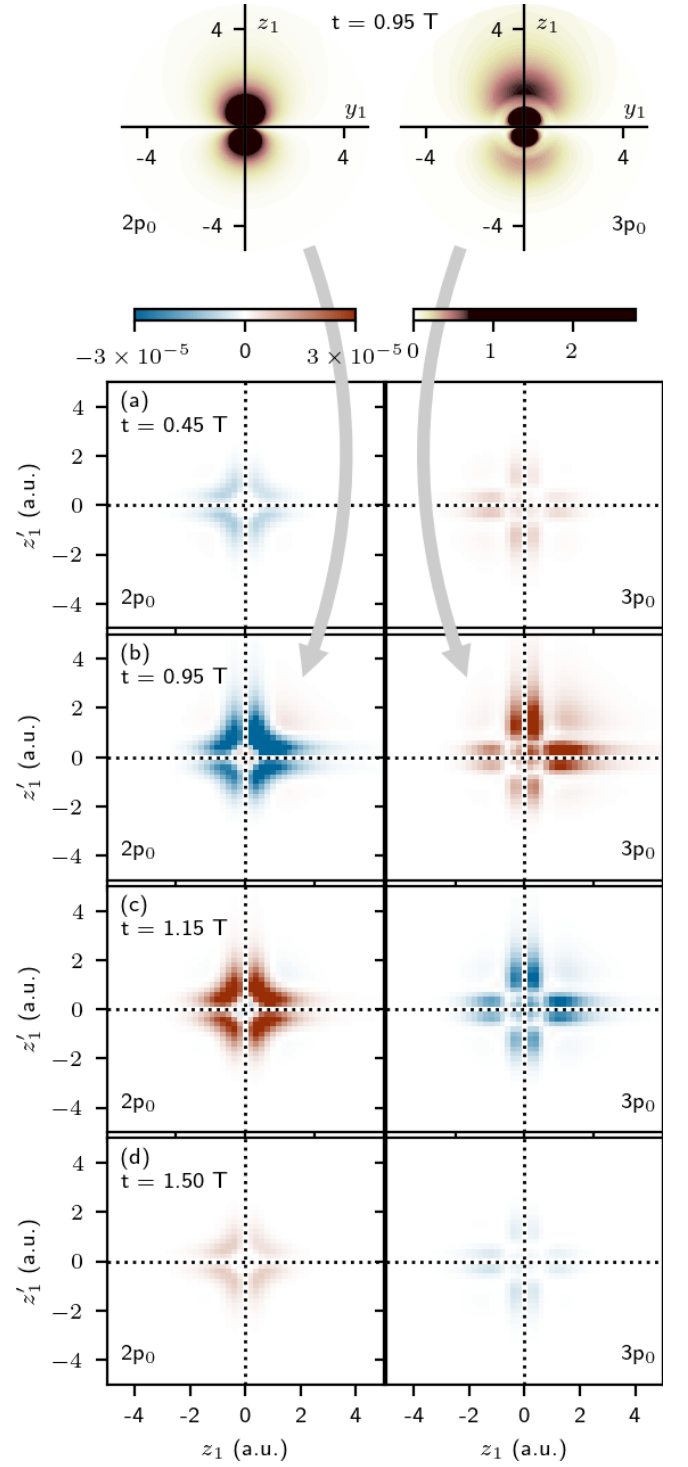 4 z₁ t = 0.95 T 4 z₁
y₁ y₁
-4 4 -4 4
2p₀ -4 -4 3p₀
−3 × 10⁻⁵ 0 3 × 10⁻⁵ 0 1 2
(a)
t = 0.45 T
4
2
z′₁ (a.u.) 0
−2
−4
2p₀ 3p₀
(b)
t = 0.95 T
4
2
z′₁ (a.u.) 0
−2
−4
2p₀ 3p₀
(c)
t = 1.15 T
4
2
z′₁ (a.u.) 0
−2
−4
2p₀ 3p₀
(d)
t = 1.50 T
4
2
z′₁ (a.u.) 0
−2
−4
2p₀ 3p₀
-4 -2 0 2 4 -4 -2 0 2 4
z₁ (a.u.) z₁ (a.u.)